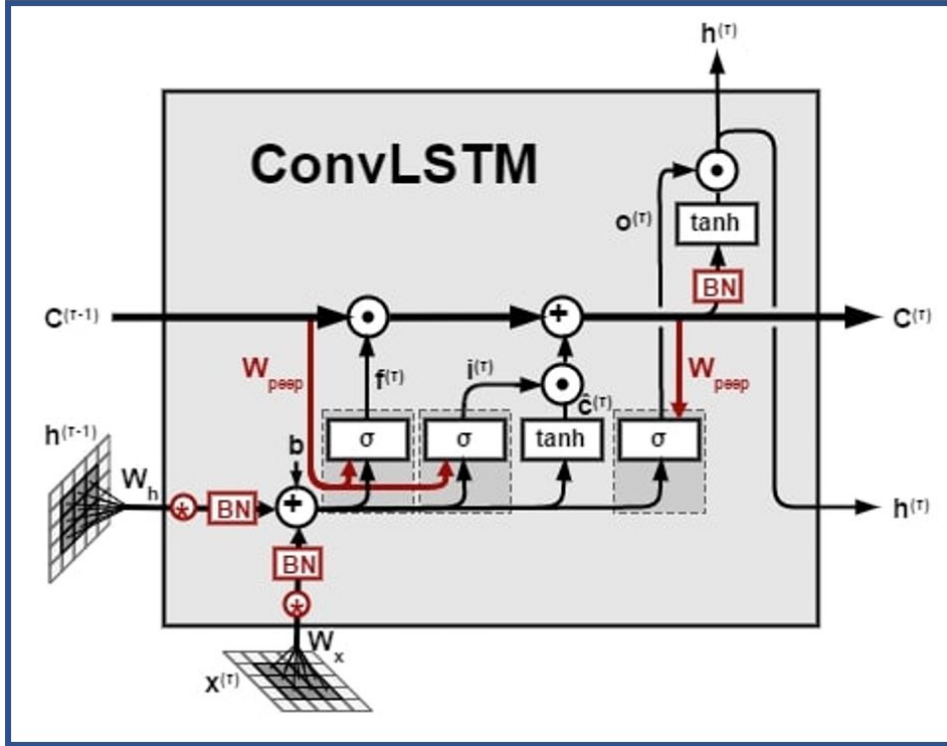 h(τ)
ConvLSTM
o(τ)
tanh
BN
C(τ-1)
C(τ)
Wpeep
f(τ)
i(τ)
Wpeep
ĉ(τ)
h(τ-1)
σ
σ
tanh
σ
b
Wh
*
BN
+
h(τ)
BN
*
Wx
X(τ)